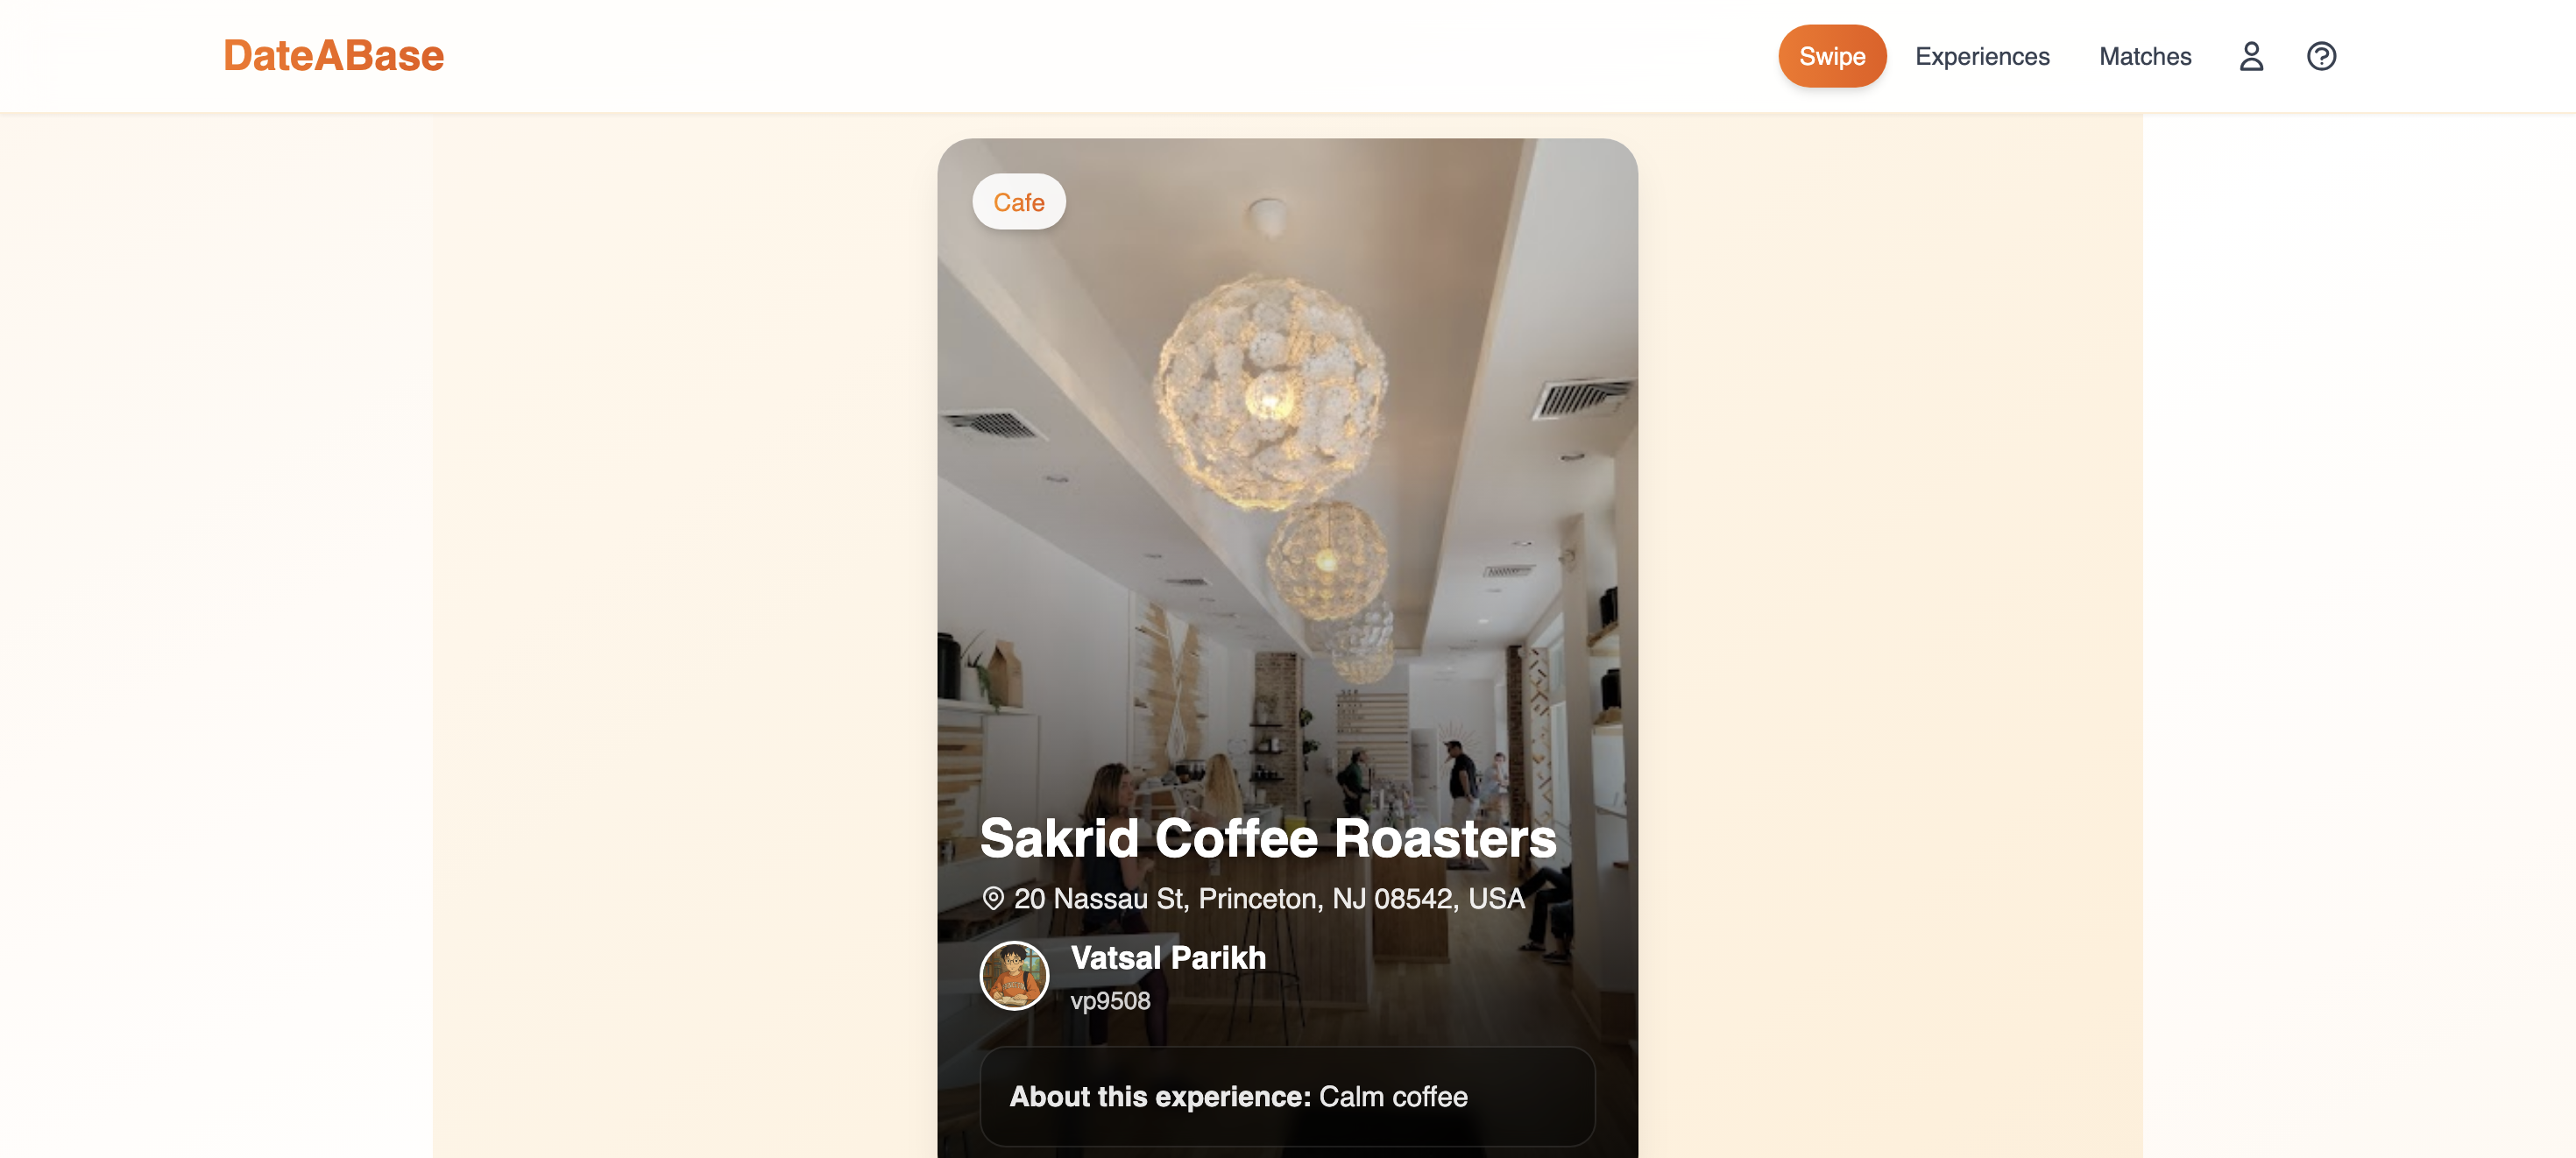 DateABase
Swipe
Experiences
Matches
Cafe
Sakrid Coffee Roasters
20 Nassau St, Princeton, NJ 08542, USA
Vatsal Parikh
vp9508
About this experience: Calm coffee